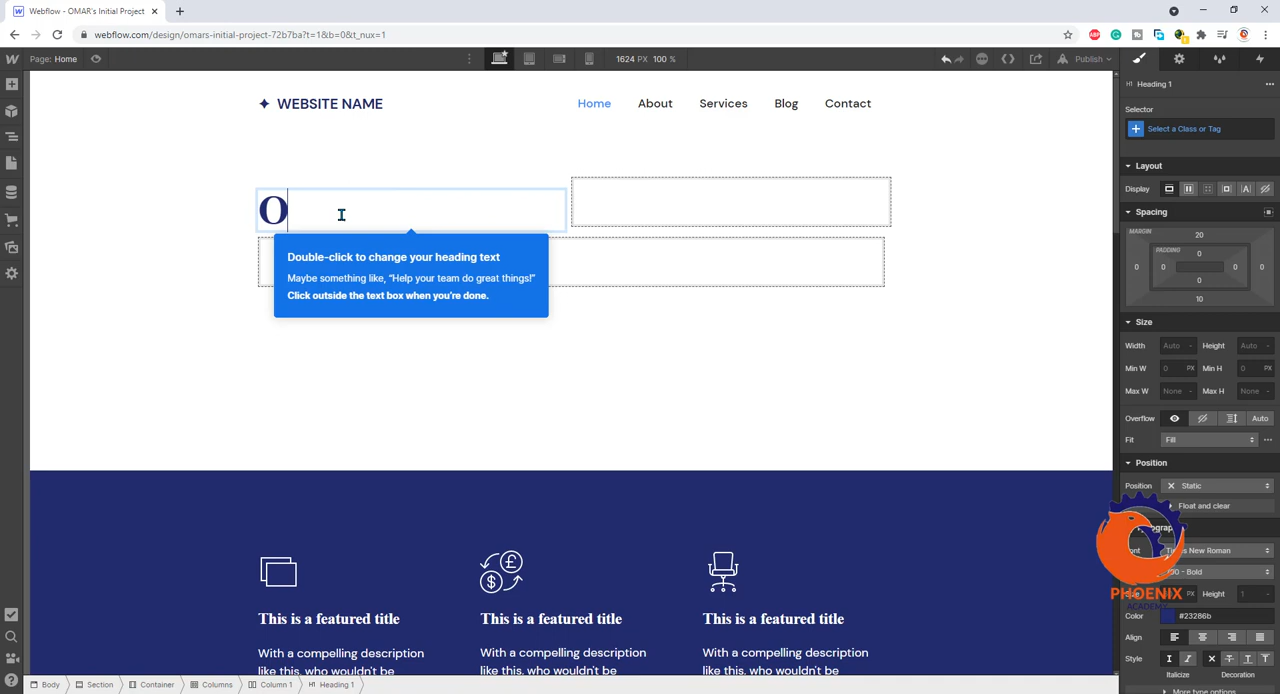 Webflow - OMAR's Initial Project
webflow.com/design/omars-initial-project-72b7ba?t=1&b=0&t_nux=1
Page: Home
1624 PX 100 %
Publish
WEBSITE NAME
Home About Services Blog Contact
O
Double-click to change your heading text
Maybe something like, “Help your team do great things!”
Click outside the text box when you're done.
This is a featured title
With a compelling description
like this, who wouldn't be
This is a featured title
With a compelling description
like this, who wouldn't be
This is a featured title
With a compelling description
like this, who wouldn't be
Body Section Container Columns Column 1 H1 Heading 1
H1 Heading 1
Selector
Select a Class or Tag
Layout
Display
Spacing
MARGIN
20
PADDING
0
0 0 0 0
0
10
Size
Width Auto - Height Auto -
Min W 0 PX Min H 0 PX
Max W None - Max H None -
Overflow Auto
Fit Fill
Position
Position Static
Float and clear
New Roman
- Bold
PX Height 1 -
PHOENIX
ACADEMY
Color #23286b
Align
Style
Italicize Decoration
More type options